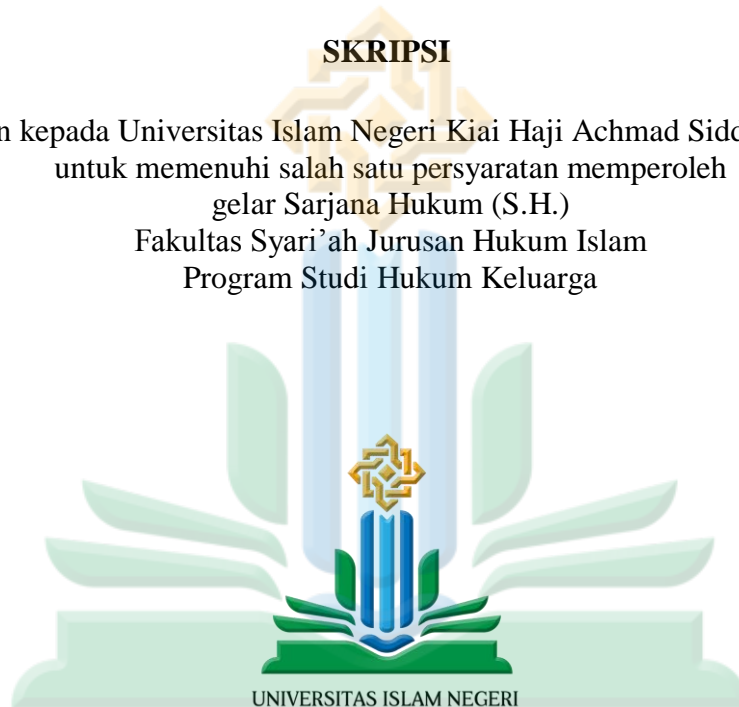 SKRIPSI
n kepada Universitas Islam Negeri Kiai Haji Achmad Sidd
untuk memenuhi salah satu persyaratan memperoleh
gelar Sarjana Hukum (S.H.)
Fakultas Syari’ah Jurusan Hukum Islam
Program Studi Hukum Keluarga
UNIVERSITAS ISLAM NEGERI